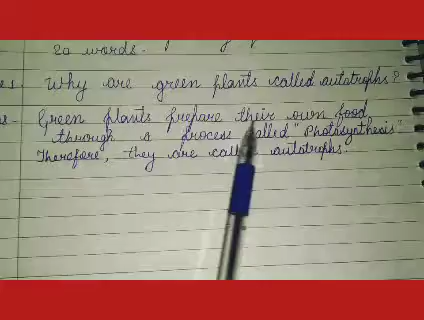 20 words.
Why are green plants called autotrophs?
Green plants prepare their own food
through a process called "Photosynthesis"
Therefore, they are called autotrophs.